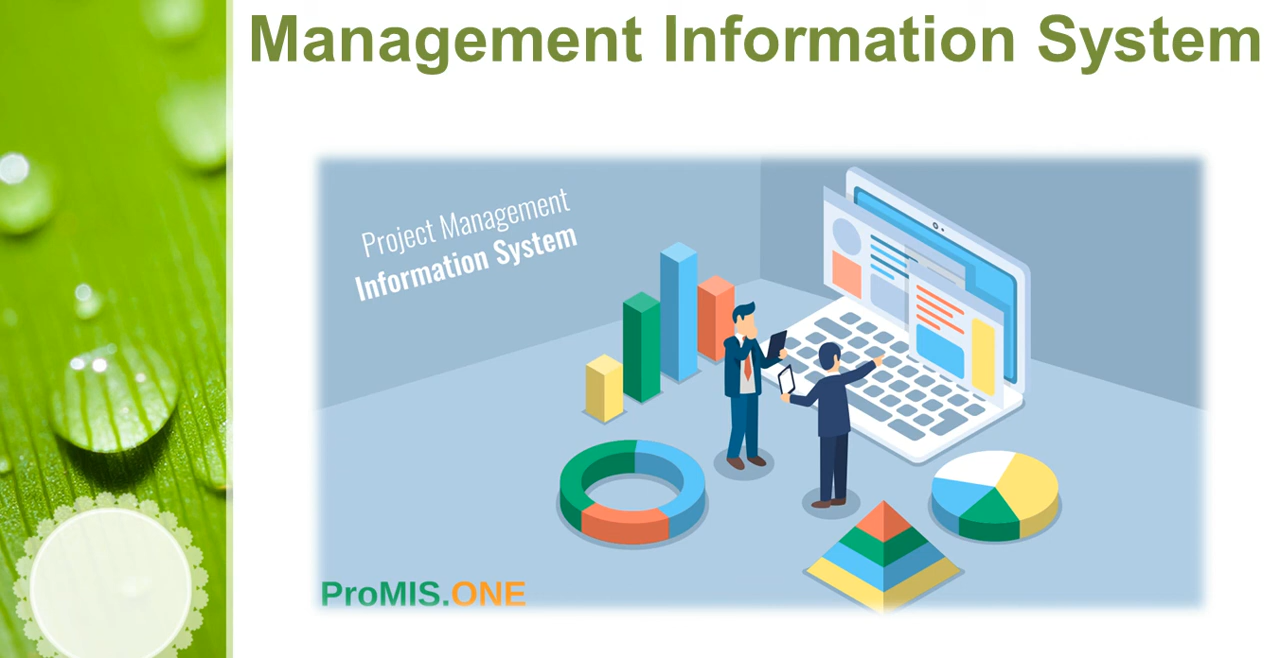 Management Information System
Project Management
Information System
ProMIS.ONE